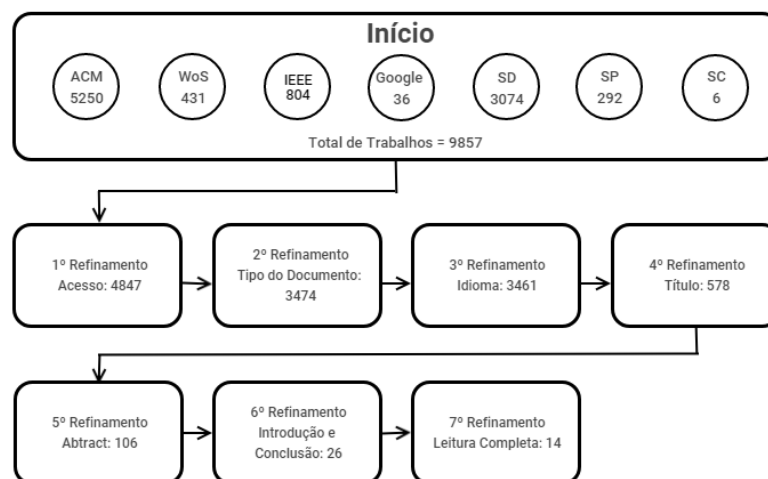 Início
ACM
5250
WoS
431
IEEE
804
Google
36
SD
3074
SP
292
SC
6
Total de Trabalhos = 9857
1º Refinamento
Acesso: 4847
2º Refinamento
Tipo do Documento:
3474
3º Refinamento
Idioma: 3461
4º Refinamento
Título: 578
5º Refinamento
Abtract: 106
6º Refinamento
Introdução e
Conclusão: 26
7º Refinamento
Leitura Completa: 14